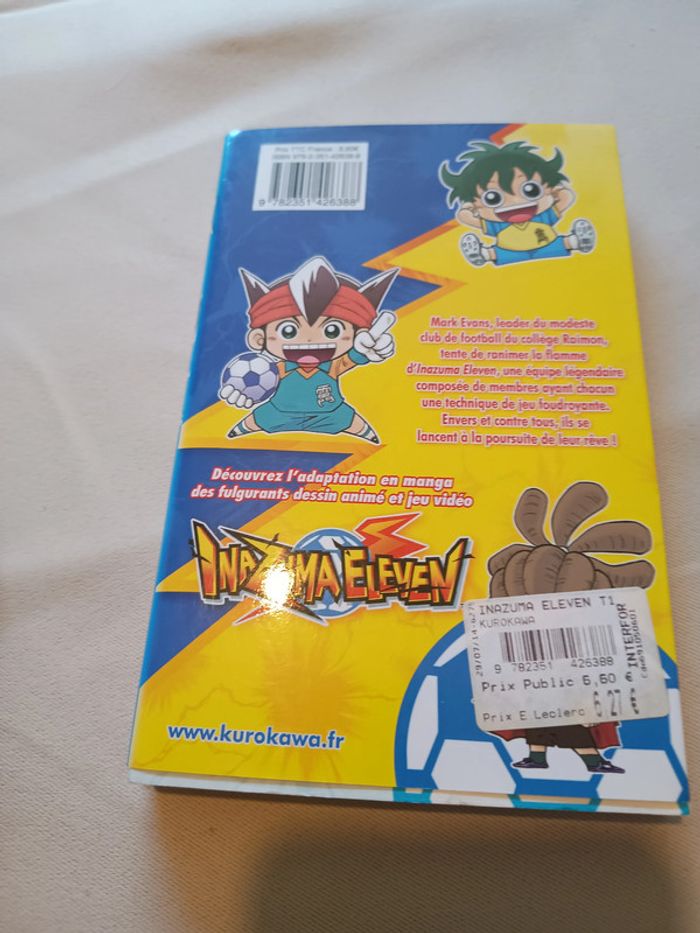 Prix TTC France :
9 782351 426388
Mark Evans, leader du modeste
club de football du collège Raimon,
tente de ranimer la flamme
d'Inazuma Eleven, une équipe légendaire
composée de membres ayant chacun
une technique de jeu foudroyante.
Envers et contre tous, ils se
lancent à la poursuite de leur rêve !
Découvrez l'adaptation en manga
des fulgurants dessin animé et jeu vidéo
INAZUMA ELEVEN
INAZUMA ELEVEN T1
KUROKAWA
9 782351 426388
Prix Public 6,60
Prix E.Leclerc 6,27 €
INTERFOR
www.kurokawa.fr